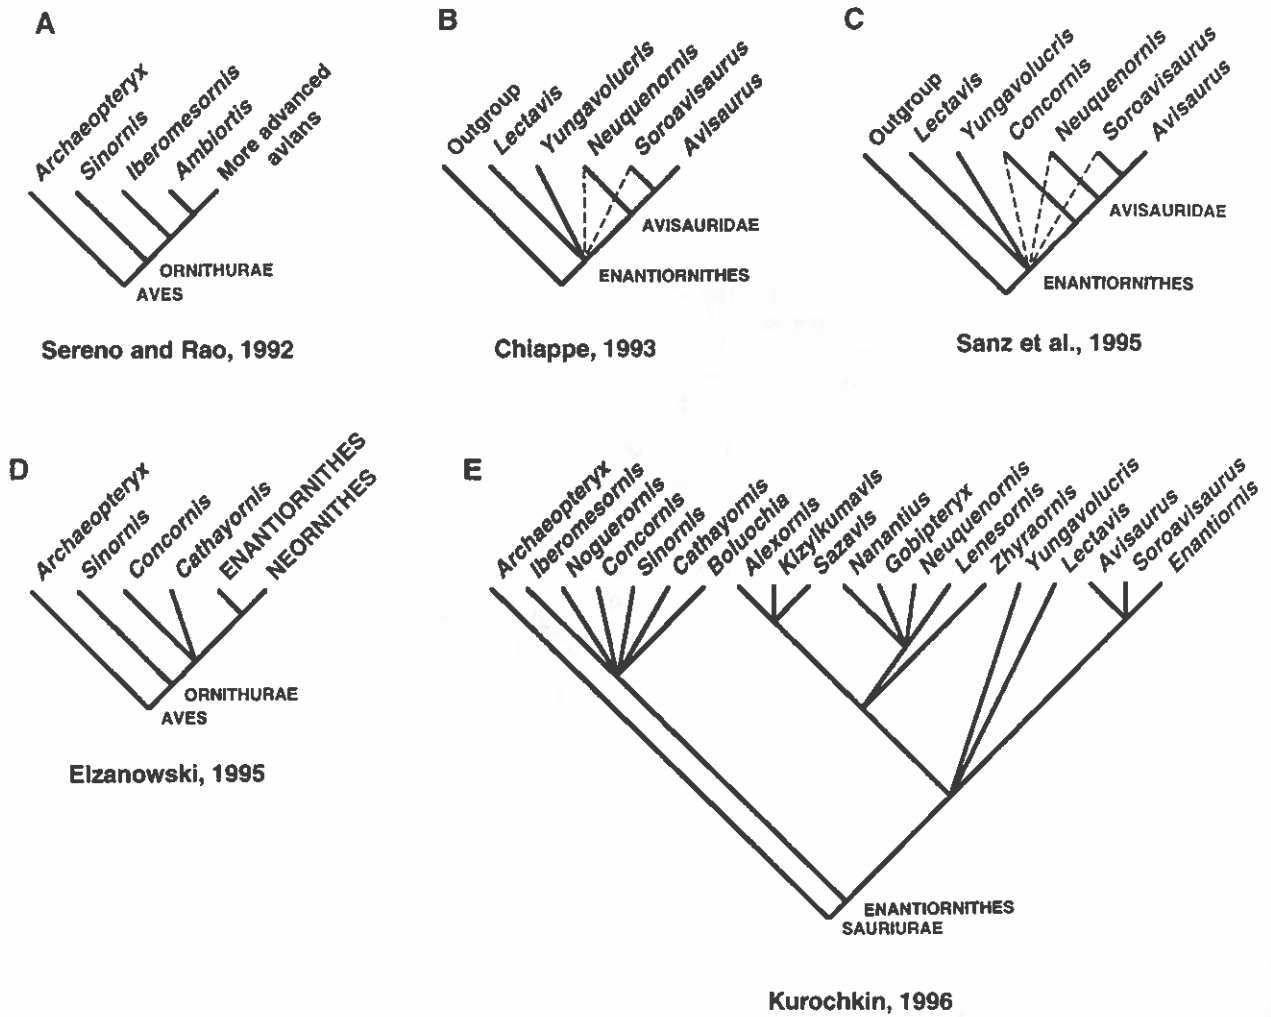 A
Archaeopteryx
Sinornis
Iberomesornis
Ambiortis
More advanced
avians
ORNITHURAE
AVES
Sereno and Rao, 1992
B
Outgroup
Lectavis
Yungavolucris
Neuquenornis
Soroavisaurus
Avisaurus
AVISAURIDAE
ENANTIORNITHES
Chiappe, 1993
C
Outgroup
Lectavis
Yungavolucris
Concornis
Neuquenornis
Soroavisaurus
Avisaurus
AVISAURIDAE
ENANTIORNITHES
Sanz et al., 1995
D
Archaeopteryx
Sinornis
Concornis
Cathayornis
ENANTIORNITHES
NEORNITHES
ORNITHURAE
AVES
Elzanowski, 1995
E
Archaeopteryx
Iberomesornis
Noguerornis
Concornis
Sinornis
Cathayornis
Boluochia
Alexornis
Kizylkumavis
Sazavis
Nanantius
Gobipteryx
Neuquenornis
Lenesornis
Zhyraornis
Yungavolucris
Lectavis
Avisaurus
Soroavisaurus
Enantiornis
ENANTIORNITHES
SAURIURAE
Kurochkin, 1996